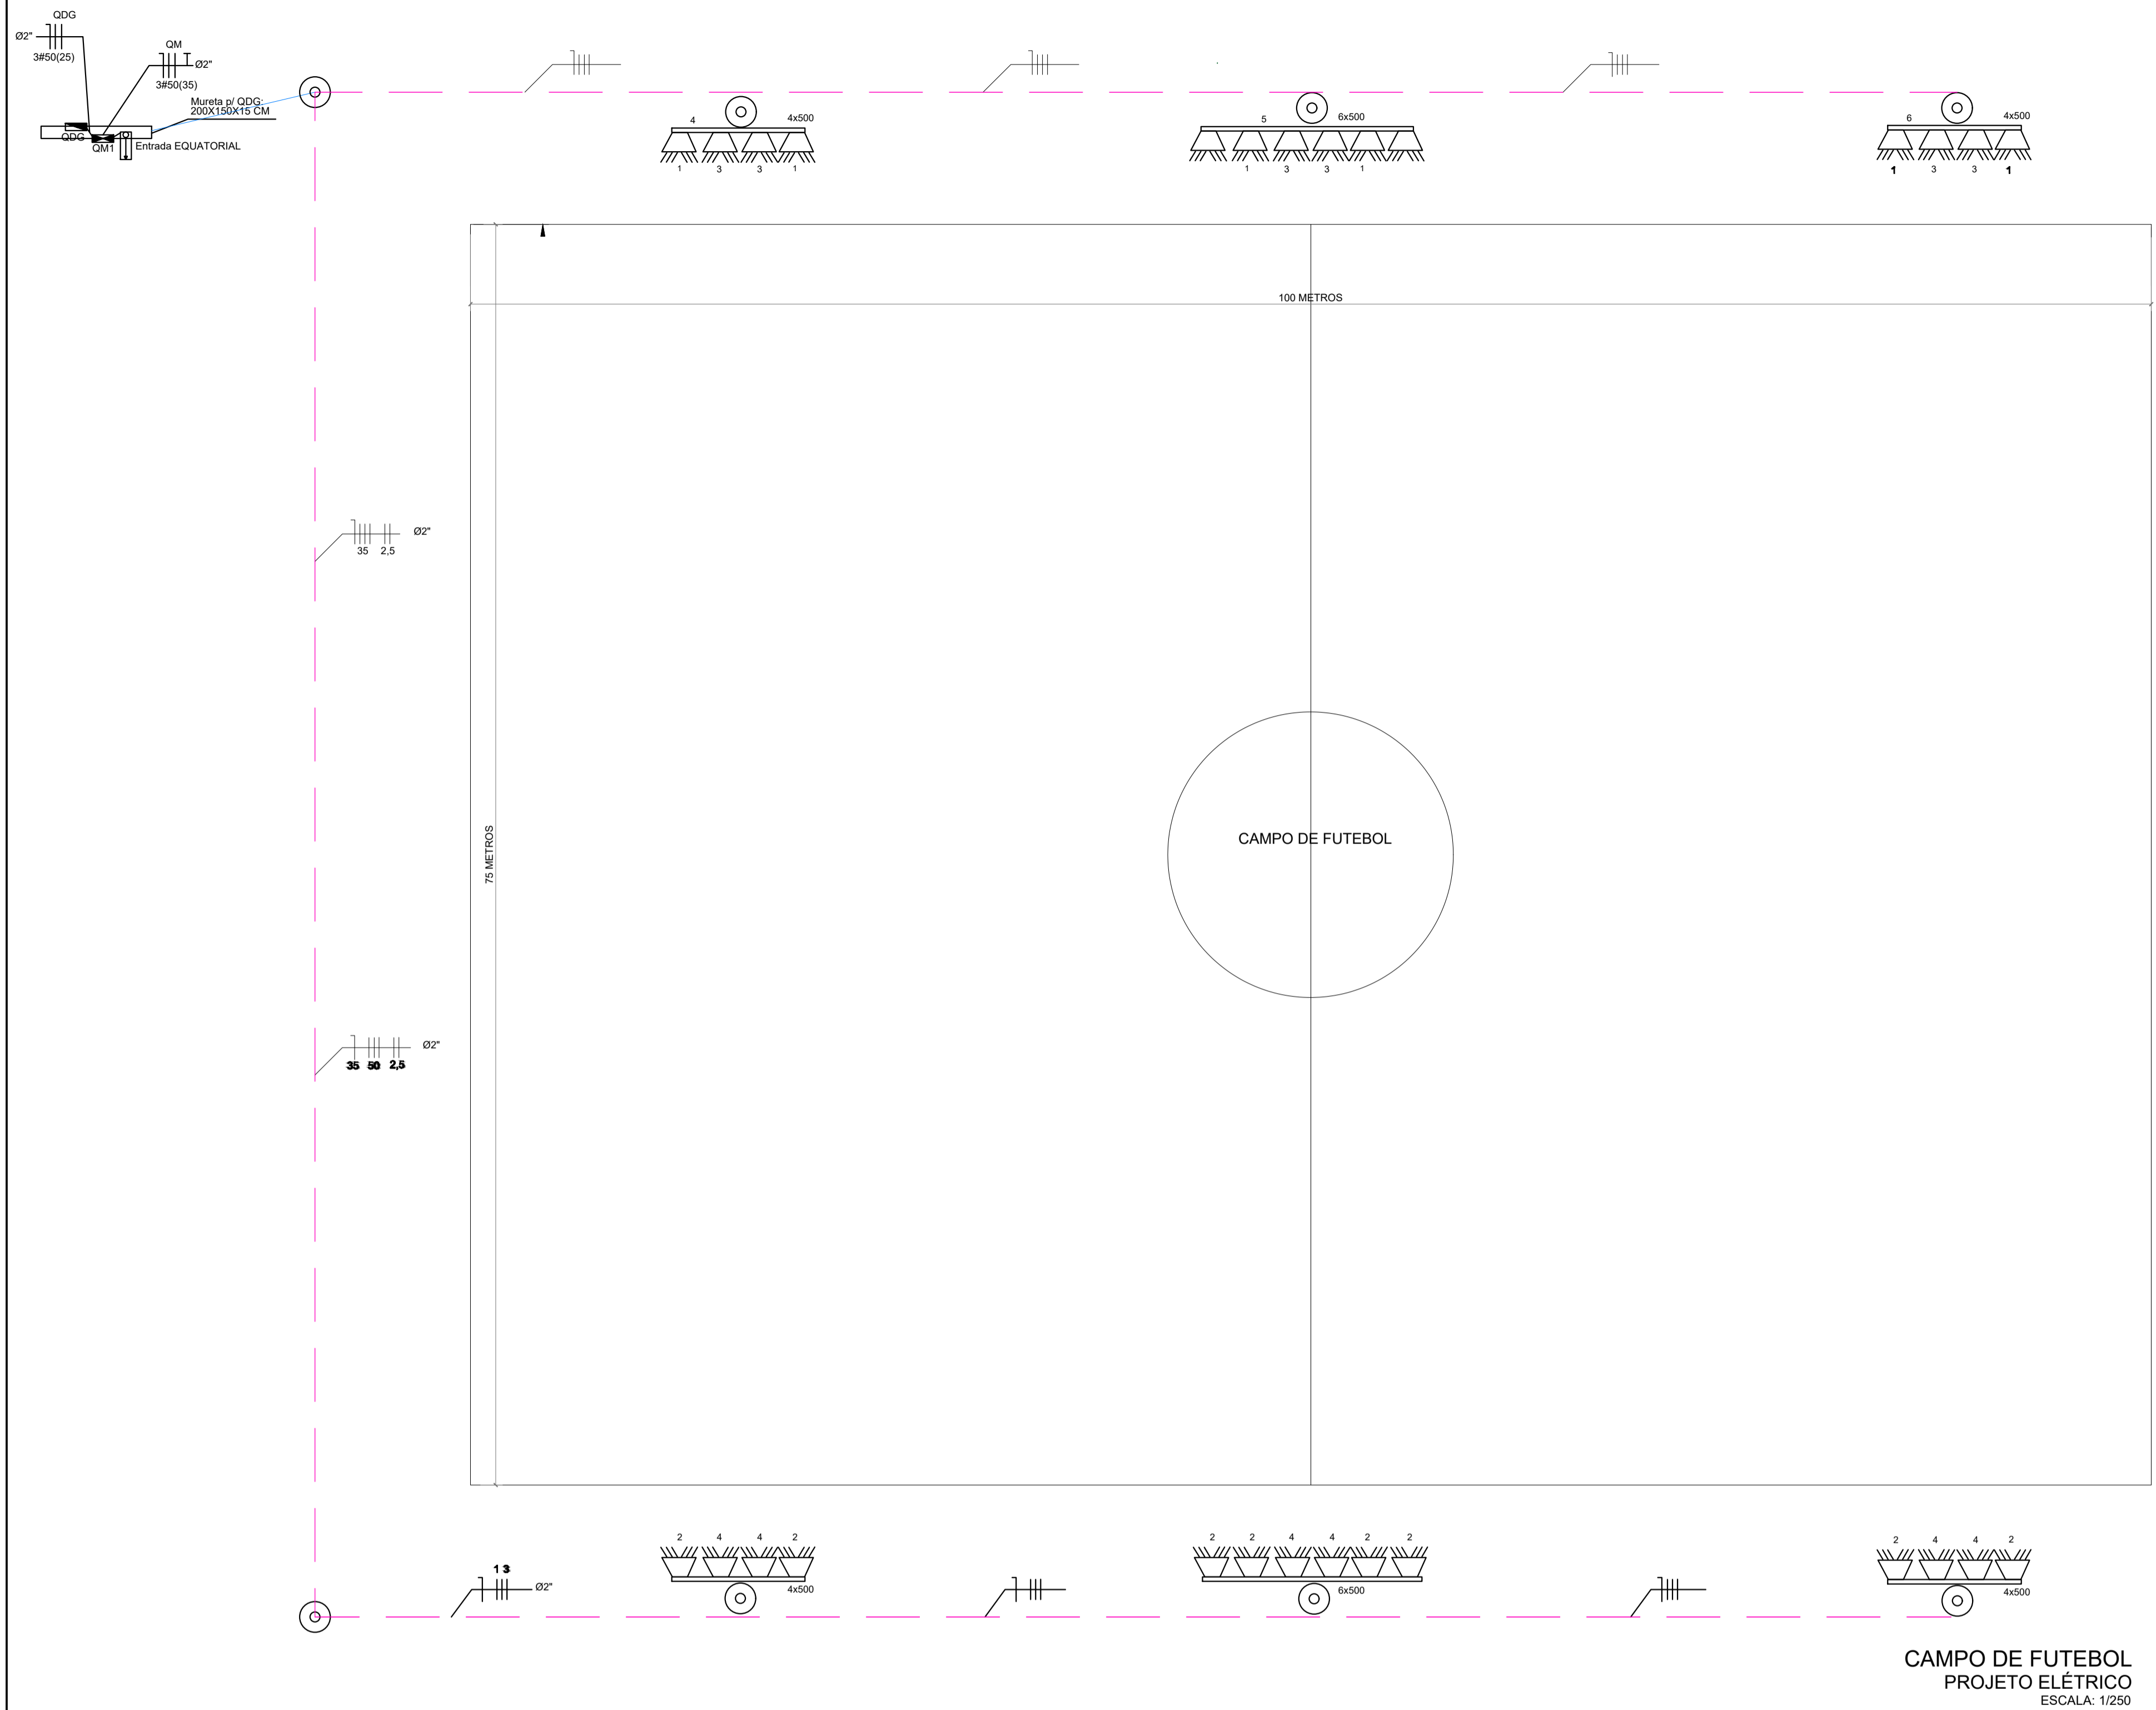 QDG
Ø2"
3#50(25)
QM
Ø2"
3#50(35)
Mureta p/ QDG:
200X150X15 CM
QDG
QM1
Entrada EQUATORIAL
4
4x500
1 3 3 1
5
6x500
1 3 3 1
6
4x500
1 3 3 1
100 METROS
75 METROS
CAMPO DE FUTEBOL
Ø2"
35 2,5
Ø2"
35 50 2,5
1 3
Ø2"
2 4 4 2
4x500
2 2 4 4 2 2
6x500
2 4 4 2
4x500
CAMPO DE FUTEBOL
PROJETO ELÉTRICO
ESCALA: 1/250